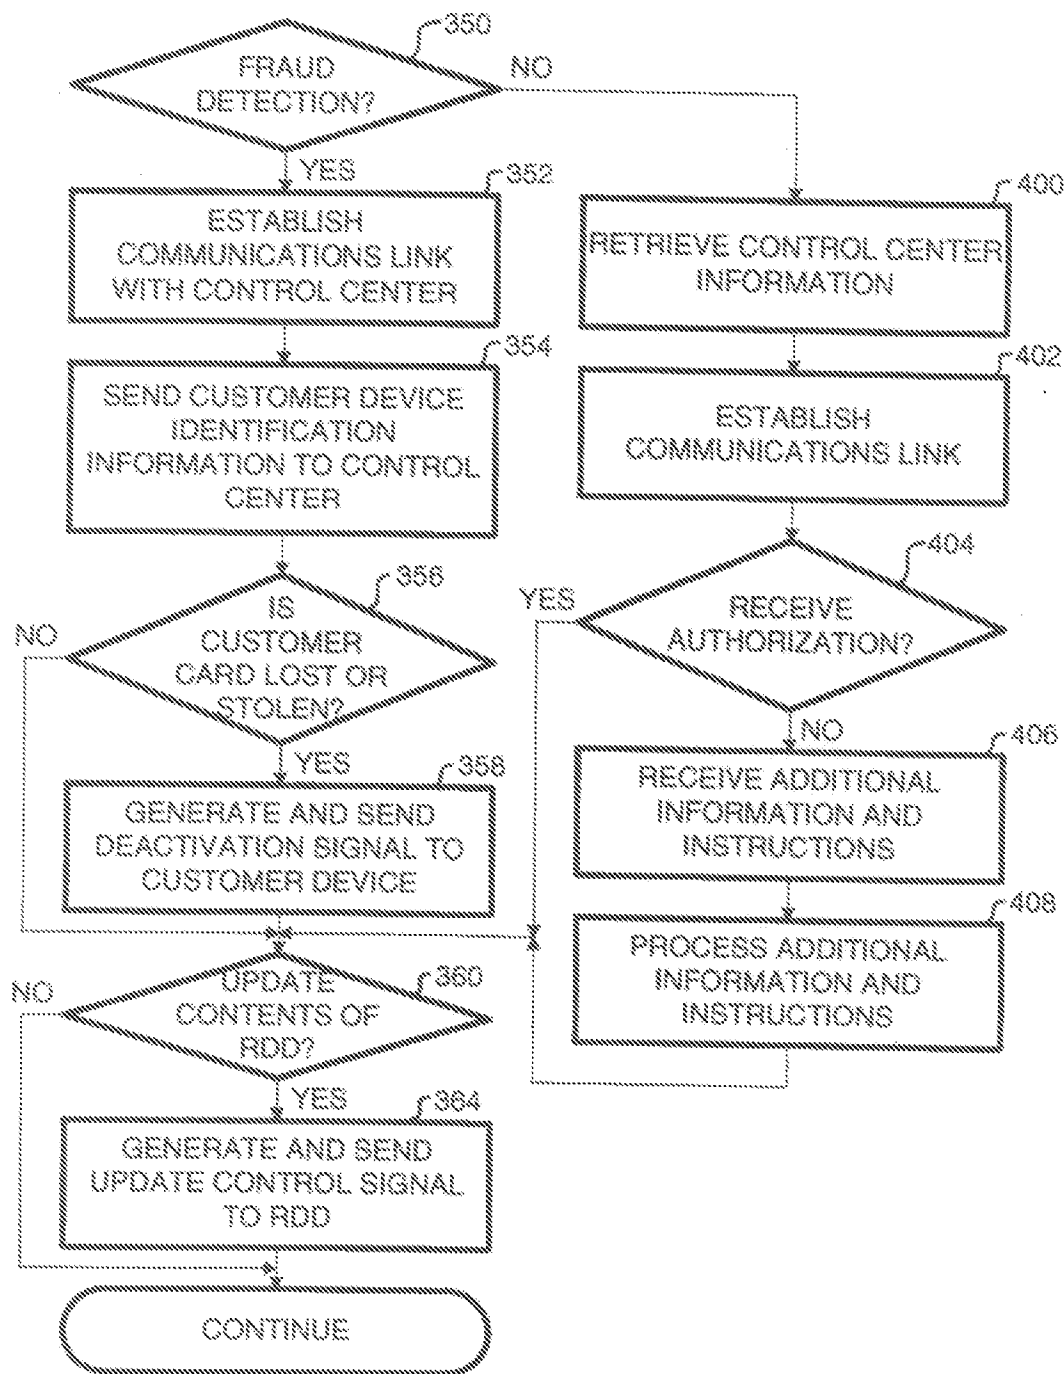 350
FRAUD
DETECTION?
NO
YES
352
ESTABLISH
COMMUNICATIONS LINK
WITH CONTROL CENTER
354
SEND CUSTOMER DEVICE
IDENTIFICATION
INFORMATION TO CONTROL
CENTER
356
IS
CUSTOMER
CARD LOST OR
STOLEN?
NO
YES
358
GENERATE AND SEND
DEACTIVATION SIGNAL TO
CUSTOMER DEVICE
360
UPDATE
CONTENTS OF
RDD?
NO
YES
364
GENERATE AND SEND
UPDATE CONTROL SIGNAL
TO RDD
CONTINUE
400
RETRIEVE CONTROL CENTER
INFORMATION
402
ESTABLISH
COMMUNICATIONS LINK
404
RECEIVE
AUTHORIZATION?
YES
NO
406
RECEIVE ADDITIONAL
INFORMATION AND
INSTRUCTIONS
408
PROCESS ADDITIONAL
INFORMATION AND
INSTRUCTIONS